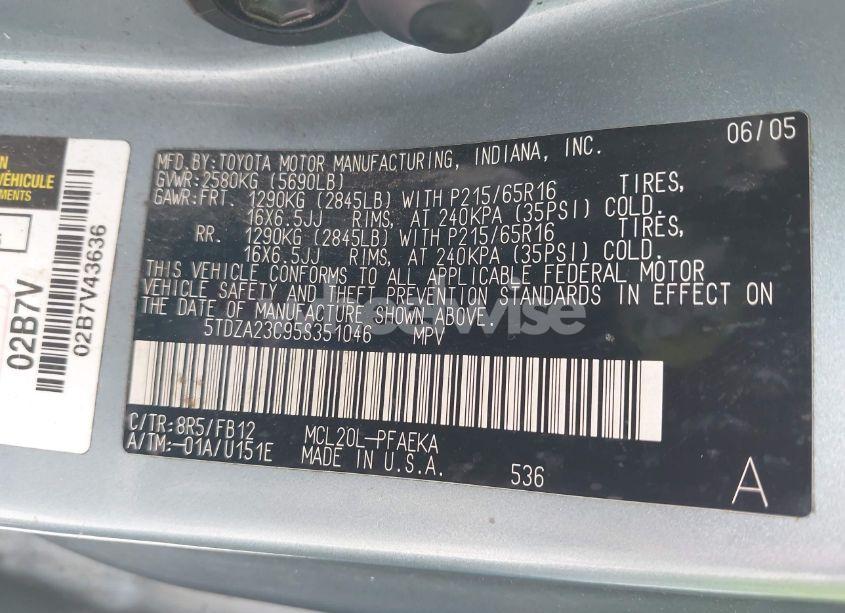 ON
VÉHICULE
EMENTS
02B7V
02B7V43636
06/05
MFD.BY:TOYOTA MOTOR MANUFACTURING, INDIANA, INC.
GVWR:2580KG (5690LB)
GAWR:FRT. 1290KG (2845LB) WITH P215/65R16 TIRES,
16X6.5JJ RIMS, AT 240KPA (35PSI) COLD.
RR. 1290KG (2845LB) WITH P215/65R16 TIRES,
16X6.5JJ RIMS, AT 240KPA (35PSI) COLD.
THIS VEHICLE CONFORMS TO ALL APPLICABLE FEDERAL MOTOR
VEHICLE SAFETY AND THEFT PREVENTION STANDARDS IN EFFECT ON
THE DATE OF MANUFACTURE SHOWN ABOVE.
5TDZA23C95S351046 MPV
C/TR:8R5/FB12 MCL20L-PFAEKA
A/TM:-01A/U151E MADE IN U.S.A.
536
A